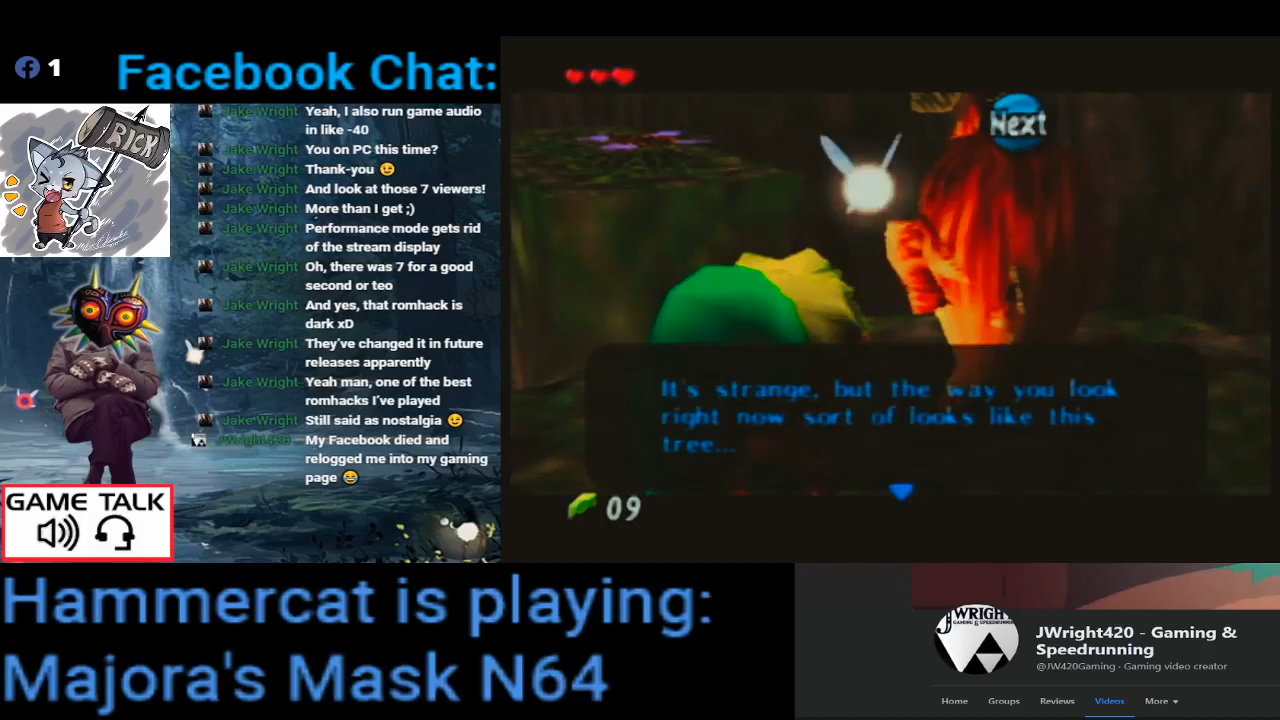 1
Facebook Chat:
RICK
Jake Wright Yeah, I also run game audio
in like -40
Jake Wright You on PC this time?
Jake Wright Thank-you 😉
Jake Wright And look at those 7 viewers!
Jake Wright More than I get ;)
Jake Wright Performance mode gets rid
of the stream display
Jake Wright Oh, there was 7 for a good
second or teo
Jake Wright And yes, that romhack is
dark xD
Jake Wright They've changed it in future
releases apparently
Jake Wright Yeah man, one of the best
romhacks I've played
Jake Wright Still said as nostalgia 😉
JWright420 My Facebook died and
relogged me into my gaming
page 😂
GAME TALK
Next
It's strange, but the way you look
right now sort of looks like this
tree...
09
Hammercat is playing:
Majora's Mask N64
JWRIGHT
GAMING & SPEEDRUNNING
JWright420 - Gaming &
Speedrunning
@JW420Gaming · Gaming video creator
Home Groups Reviews Videos More